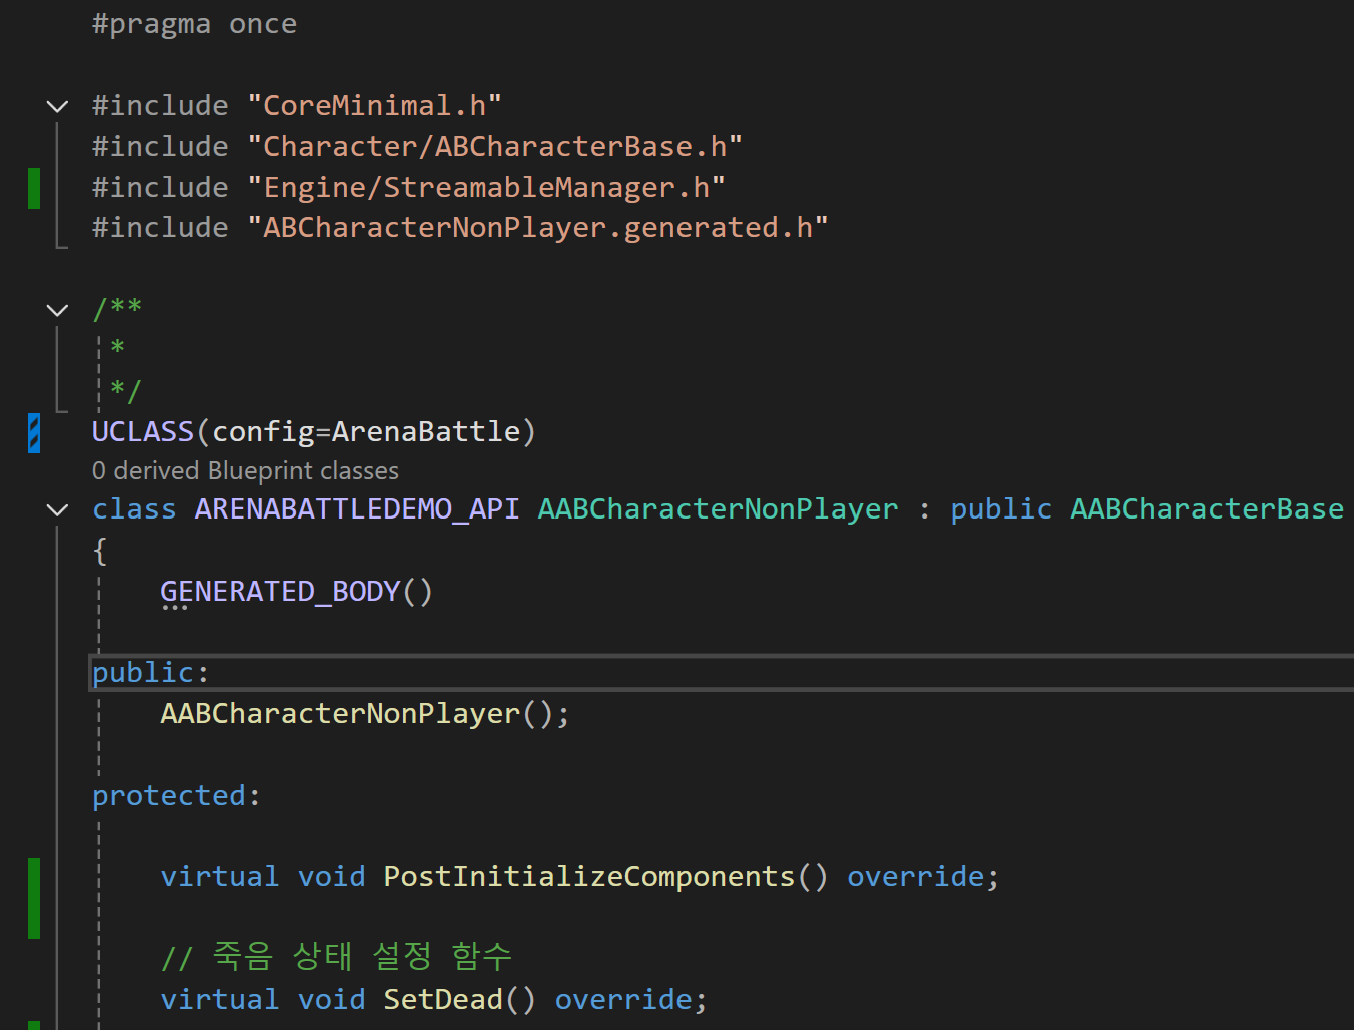 #pragma once
#include "CoreMinimal.h"
#include "Character/ABCharacterBase.h"
#include "Engine/StreamableManager.h"
#include "ABCharacterNonPlayer.generated.h"
/**
*
*/
UCLASS(config=ArenaBattle)
0 derived Blueprint classes
class ARENABATTLEDEMO_API AABCharacterNonPlayer : public AABCharacterBase
{
GENERATED_BODY()
public:
AABCharacterNonPlayer();
protected:
virtual void PostInitializeComponents() override;
// 죽음 상태 설정 함수
virtual void SetDead() override;